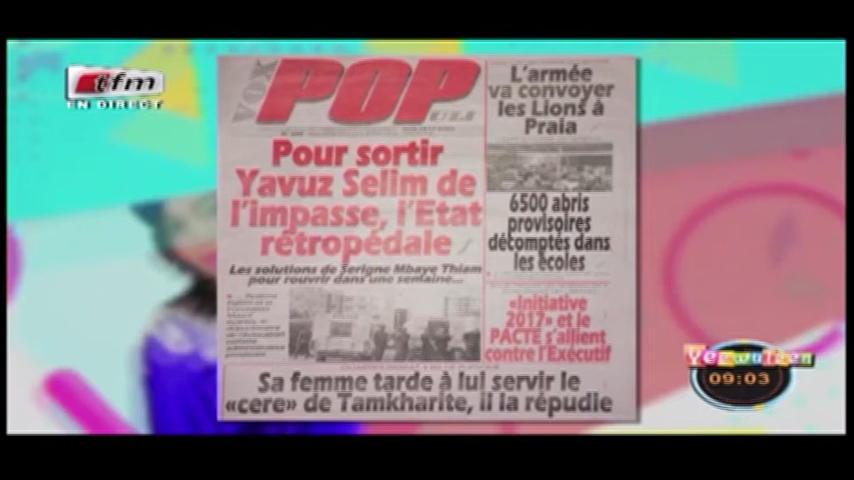 tfm
EN DIRECT
VOX
POP
ULI
Pour sortir
Yavuz Selim de
l'impasse, l'Etat
rétropédale
Les solutions de Serigne Mbaye Thiam
pour rouvrir dans une semaine...
L'armée
va convoyer
les Lions à
Praia
6500 abris
provisoires
décomptés dans
les écoles
«Initiative
2017» et le
PACTE s'allient
contre l'Exécutif
Sa femme tarde à lui servir le
«cere» de Tamkharite, il la répudie
09:03